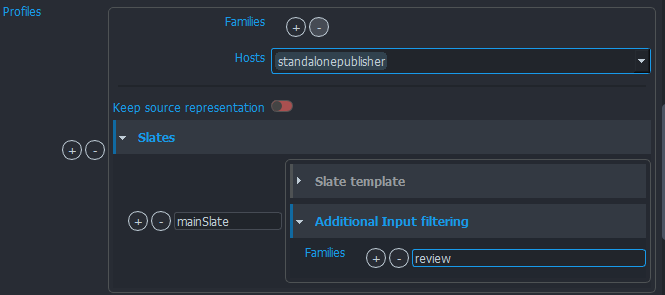 Profiles
Families + -
Hosts standalonepublisher
Keep source representation
Slates
+ -
Slate template
+ - mainSlate
Additional Input filtering
Families + - review